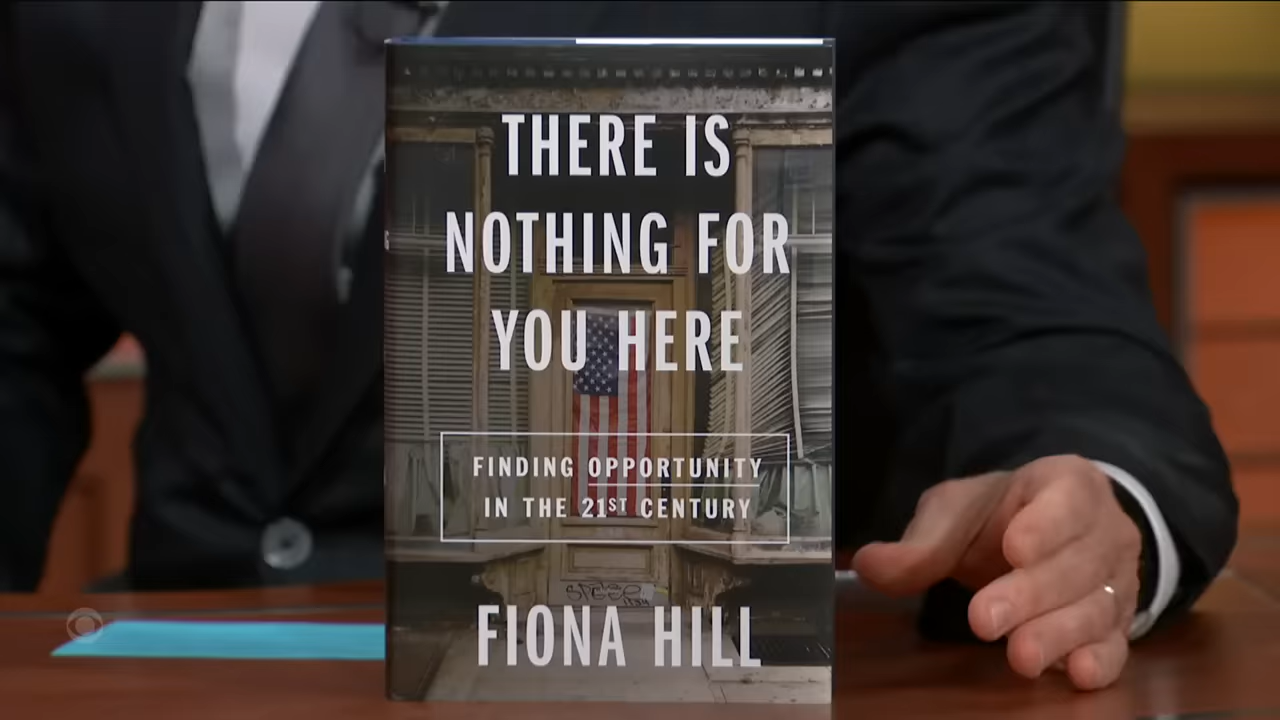 THERE IS
NOTHING FOR
YOU HERE
FINDING OPPORTUNITY
IN THE 21ST CENTURY
FIONA HILL